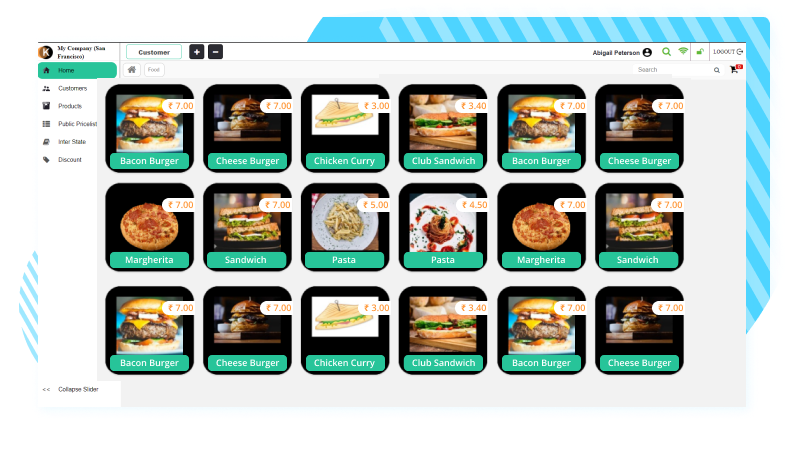 K
My Company (San
Francisco)
Customer
+
−
Abigail Peterson
LOGOUT
Home
Food
Search
Customers
Products
Public Pricelist
Inter State
Discount
₹ 7.00
₹ 7.00
₹ 3.00
₹ 3.40
₹ 7.00
₹ 7.00
Bacon Burger
Cheese Burger
Chicken Curry
Club Sandwich
Bacon Burger
Cheese Burger
₹ 7.00
₹ 7.00
₹ 5.00
₹ 4.50
₹ 7.00
₹ 7.00
Margherita
Sandwich
Pasta
Pasta
Margherita
Sandwich
₹ 7.00
₹ 7.00
₹ 3.00
₹ 3.40
₹ 7.00
₹ 7.00
Bacon Burger
Cheese Burger
Chicken Curry
Club Sandwich
Bacon Burger
Cheese Burger
<< Collapse Slider